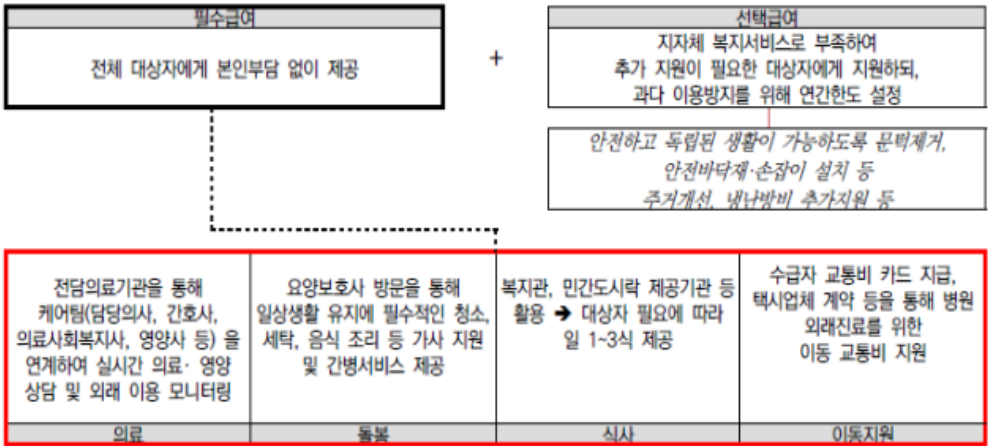 필수급여
전체 대상자에게 본인부담 없이 제공
+
선택급여
지자체 복지서비스로 부족하여
추가 지원이 필요한 대상자에게 지원하되,
과다 이용방지를 위해 연간한도 설정
안전하고 독립된 생활이 가능하도록 문턱제거,
안전바닥재·손잡이 설치 등
주거개선, 냉난방비 추가지원 등
전담의료기관을 통해
케어팀(담당의사, 간호사,
의료사회복지사, 영양사 등) 을
연계하여 실시간 의료· 영양
상담 및 외래 이용 모니터링
의료
요양보호사 방문을 통해
일상생활 유지에 필수적인 청소,
세탁, 음식 조리 등 가사 지원
및 간병서비스 제공
돌봄
복지관, 민간도시락 제공기관 등
활용 ➔ 대상자 필요에 따라
일 1~3식 제공
식사
수급자 교통비 카드 지급,
택시업체 계약 등을 통해 병원
외래진료를 위한
이동 교통비 지원
이동지원